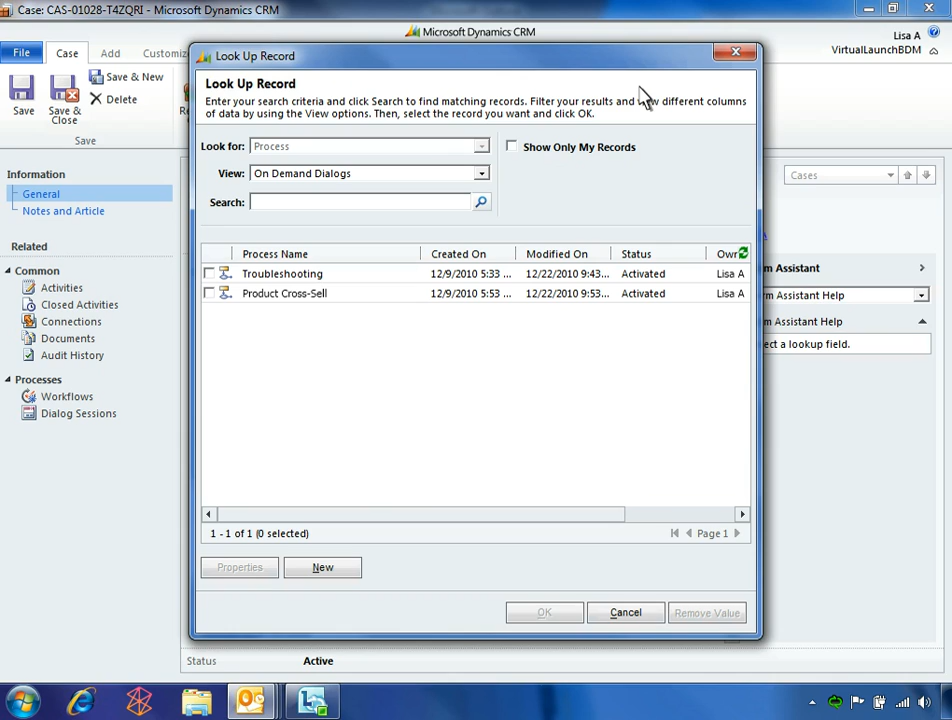 Case: CAS-01028-T4ZQRI - Microsoft Dynamics CRM
Microsoft Dynamics CRM
Lisa A
VirtualLaunchBDM
File
Case
Add
Customiz
Save
Save & Close
Save & New
Delete
Re
Save
Look Up Record
Look Up Record
Enter your search criteria and click Search to find matching records. Filter your results and view different columns
of data by using the View options. Then, select the record you want and click OK.
Look for:
Process
Show Only My Records
View:
On Demand Dialogs
Search:
Process Name
Created On
Modified On
Status
Owr
Troubleshooting
12/9/2010 5:33 ...
12/22/2010 9:43...
Activated
Lisa A
Product Cross-Sell
12/9/2010 5:53 ...
12/22/2010 9:53...
Activated
Lisa A
1 - 1 of 1 (0 selected)
Page 1
Properties
New
OK
Cancel
Remove Value
Information
General
Notes and Article
Related
Common
Activities
Closed Activities
Connections
Documents
Audit History
Processes
Workflows
Dialog Sessions
Cases
m Assistant
m Assistant Help
m Assistant Help
ect a lookup field.
Status
Active